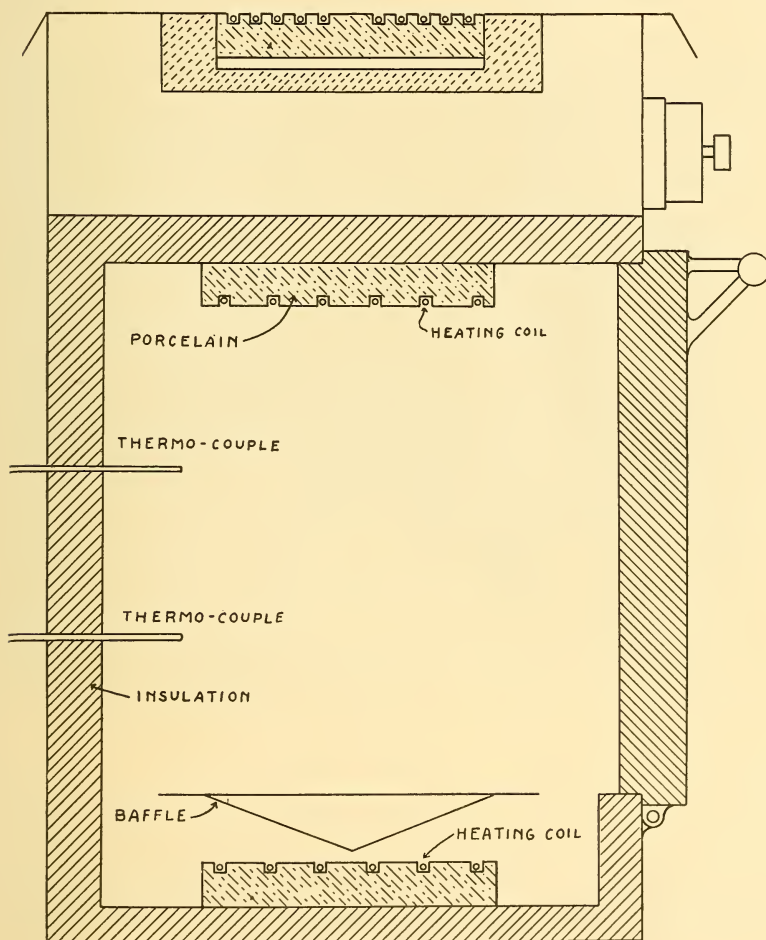 PORCELAIN
HEATING COIL
THERMO-COUPLE
THERMO-COUPLE
INSULATION
BAFFLE
HEATING COIL